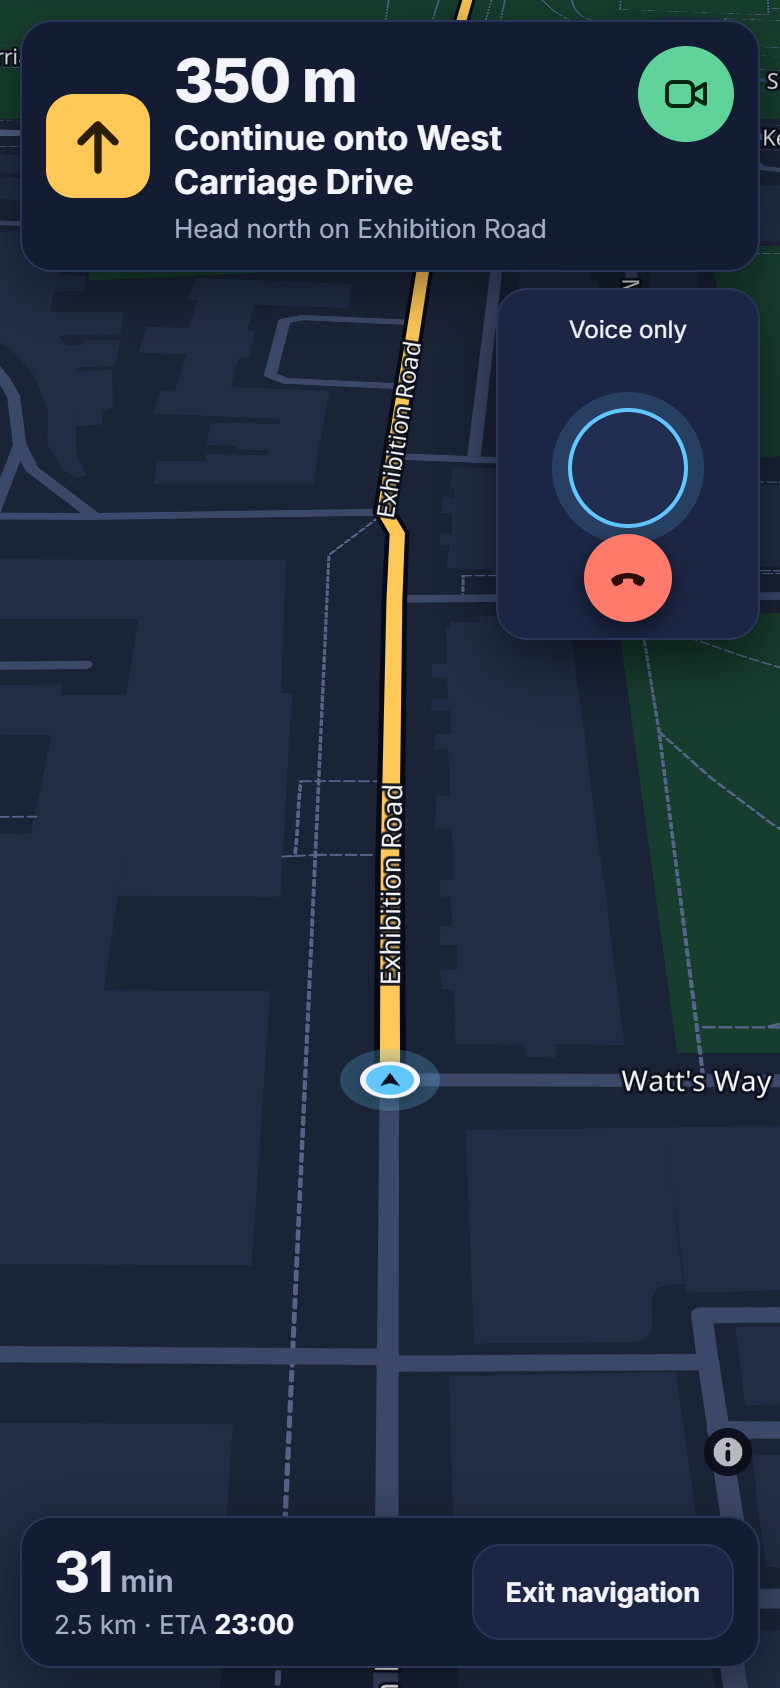 350 m
Continue onto West
Carriage Drive
Head north on Exhibition Road
Voice only
Exhibition Road
Exhibition Road
Watt's Way
31 min
2.5 km · ETA 23:00
Exit navigation